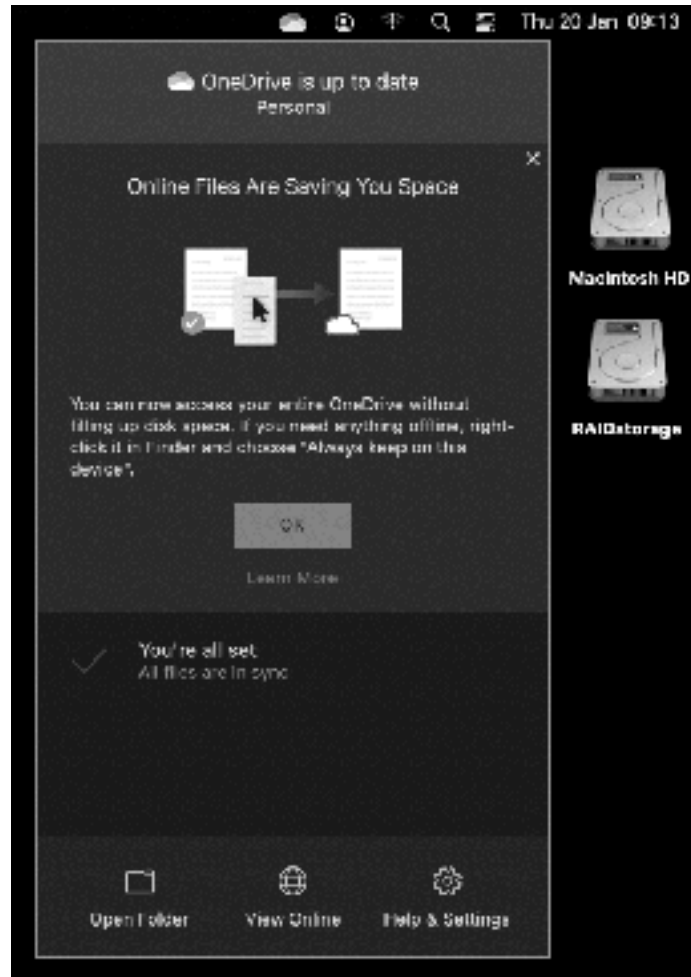 Thu 20 Jan 09:13
OneDrive is up to date
Personal
Online Files Are Saving You Space
Macintosh HD
You can now access your entire OneDrive without
filling up disk space. If you need anything offline, right-
click it in Finder and choose "Always keep on this
device".
RAIDstorage
OK
Learn More
You're all set
All files are in sync
Open Folder
View Online
Help & Settings